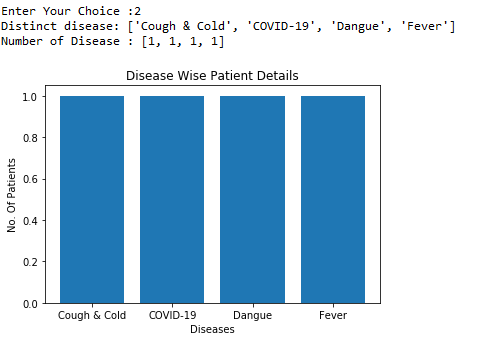 Enter Your Choice :2
Distinct disease: ['Cough & Cold', 'COVID-19', 'Dangue', 'Fever']
Number of Disease : [1, 1, 1, 1]
Disease Wise Patient Details
1.0
0.8
0.6
0.4
0.2
0.0
No. Of Patients
Cough & Cold COVID-19 Dangue Fever
Diseases